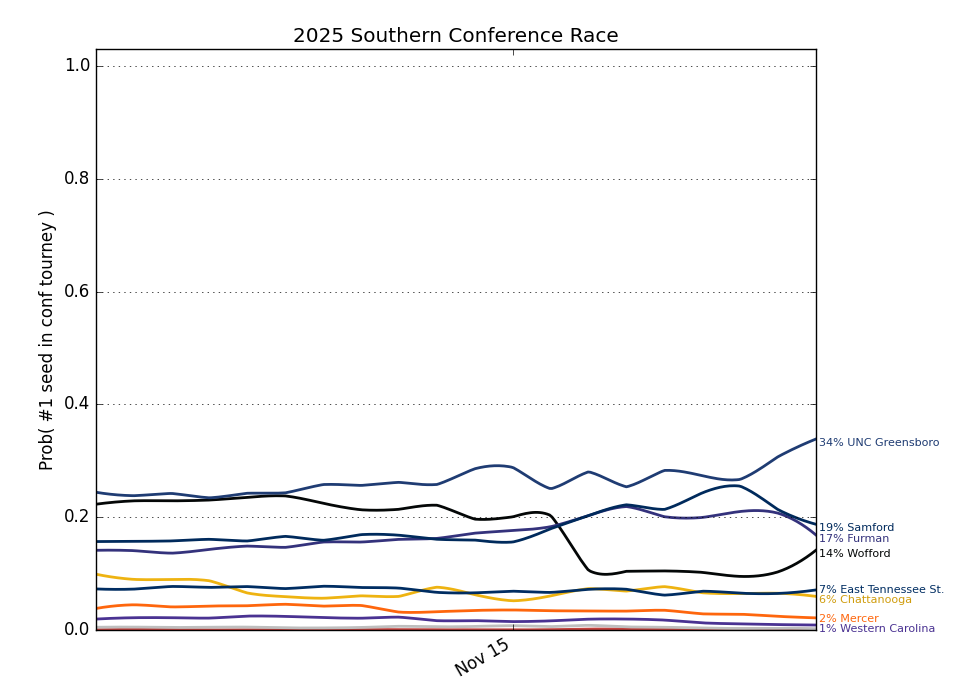 2025 Southern Conference Race
Prob( #1 seed in conf tourney )
1.0
0.8
0.6
0.4
0.2
0.0
Nov 15
34% UNC Greensboro
19% Samford
17% Furman
14% Wofford
7% East Tennessee St.
6% Chattanooga
2% Mercer
1% Western Carolina